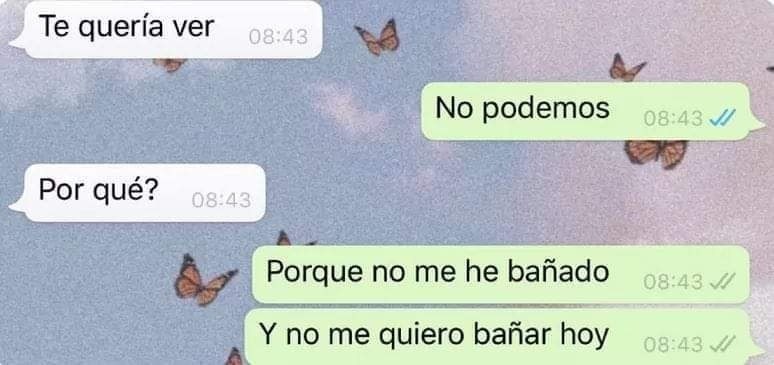 Te quería ver 08:43
No podemos 08:43
Por qué? 08:43
Porque no me he bañado 08:43
Y no me quiero bañar hoy 08:43